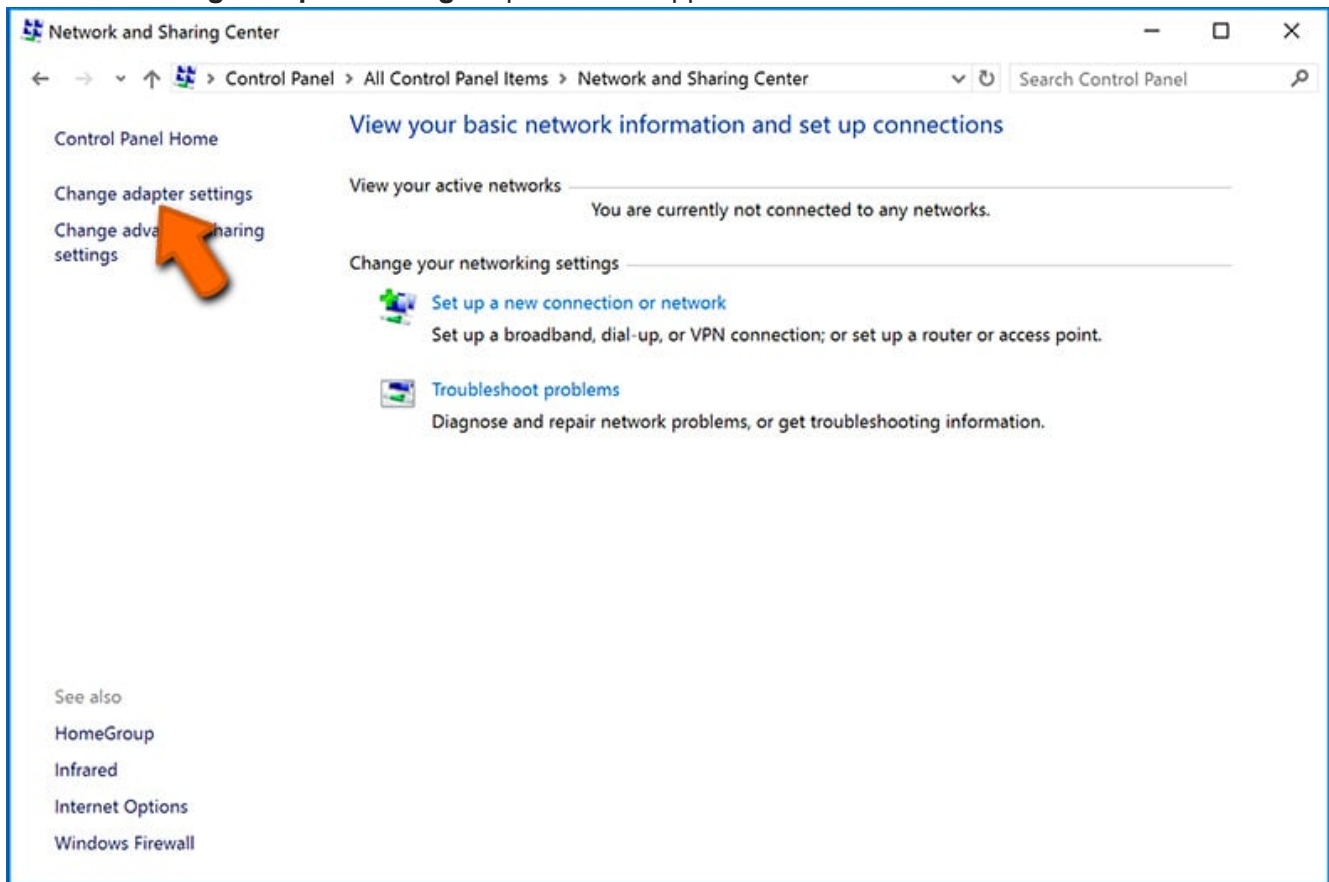 Network and Sharing Center
Control Panel > All Control Panel Items > Network and Sharing Center
Search Control Panel
Control Panel Home
Change adapter settings
Change adva haring
settings
View your basic network information and set up connections
View your active networks
You are currently not connected to any networks.
Change your networking settings
Set up a new connection or network
Set up a broadband, dial-up, or VPN connection; or set up a router or access point.
Troubleshoot problems
Diagnose and repair network problems, or get troubleshooting information.
See also
HomeGroup
Infrared
Internet Options
Windows Firewall